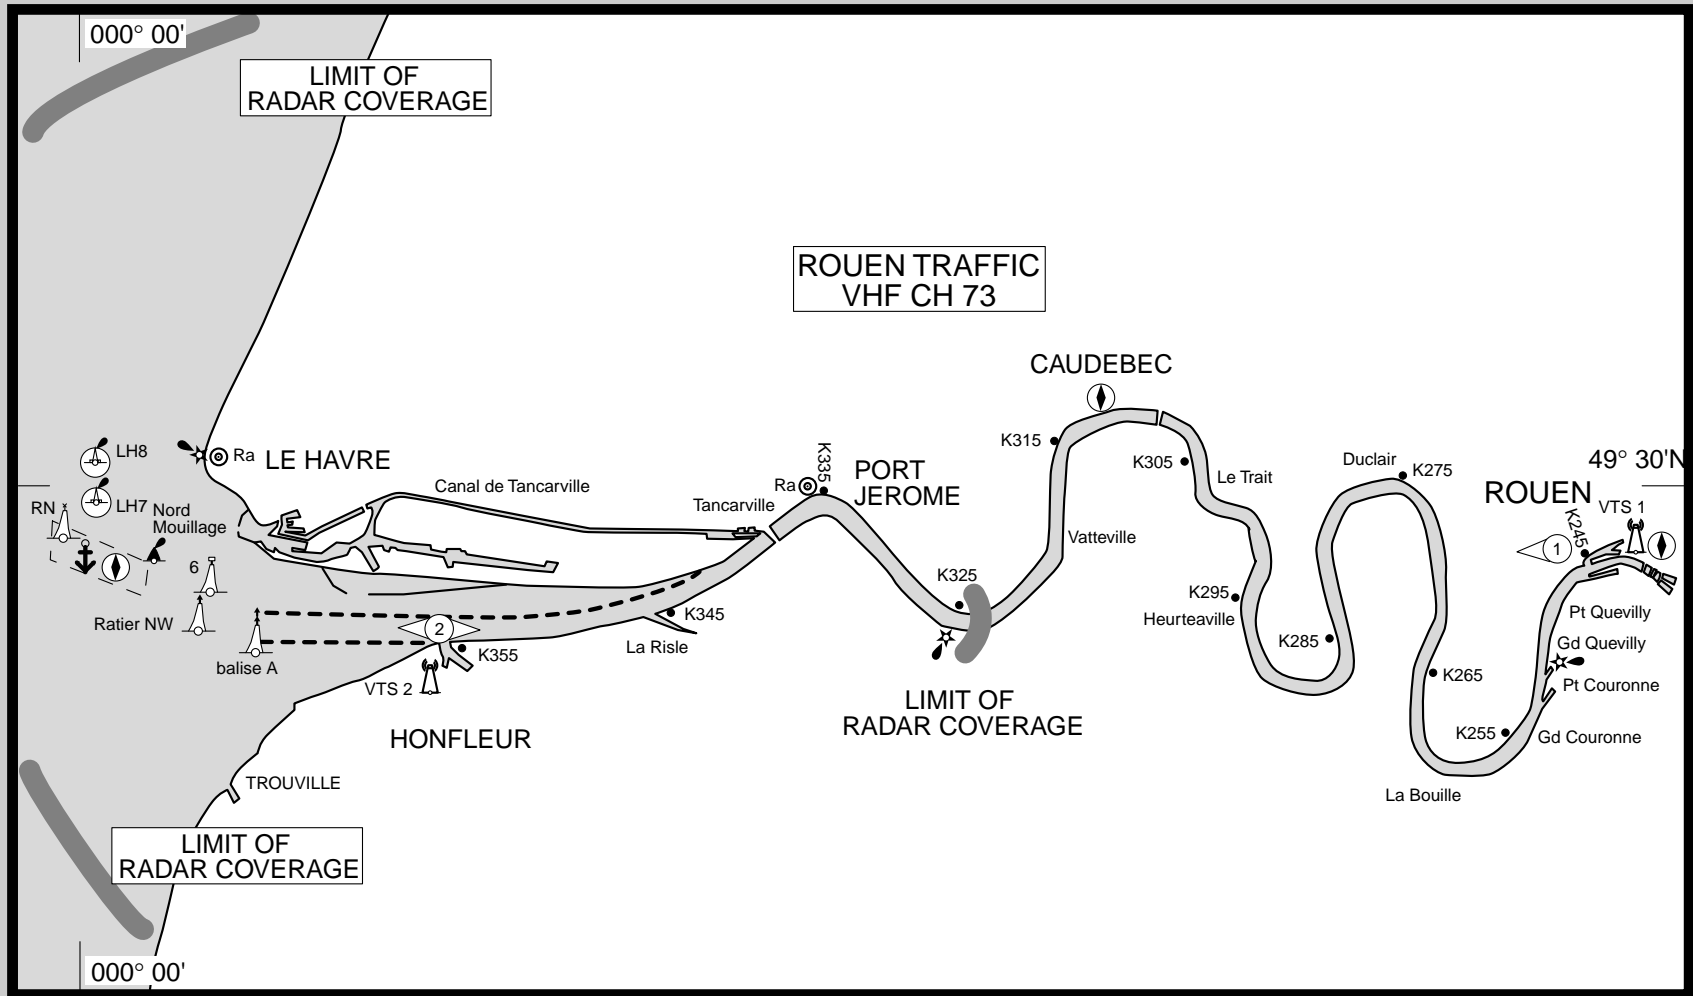 000° 00'
LIMIT OF
RADAR COVERAGE
ROUEN TRAFFIC
VHF CH 73
CAUDEBEC
LH8
Ra
LE HAVRE
K315
K305
Le Trait
Duclair
K275
49° 30'N
ROUEN
VTS 1
K245
1
LH7
RN
Nord
Mouillage
Canal de Tancarville
Tancarville
Ra
K335
PORT
JEROME
Vatteville
6
Ratier NW
balise A
2
K355
VTS 2
K345
La Risle
K325
K295
Heurteaville
K285
Pt Quevilly
Gd Quevilly
Pt Couronne
K265
K255
Gd Couronne
La Bouille
LIMIT OF
RADAR COVERAGE
HONFLEUR
TROUVILLE
LIMIT OF
RADAR COVERAGE
000° 00'